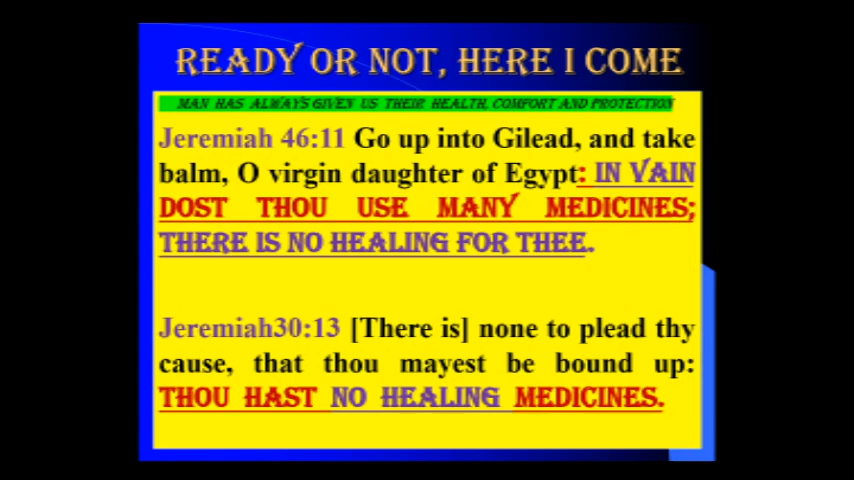 READY OR NOT, HERE I COME
MAN HAS ALWAYS GIVEN US THEIR HEALTH, COMFORT AND PROTECTION
Jeremiah 46:11 Go up into Gilead, and take
balm, O virgin daughter of Egypt: IN VAIN
DOST THOU USE MANY MEDICINES;
THERE IS NO HEALING FOR THEE.
Jeremiah30:13 [There is] none to plead thy
cause, that thou mayest be bound up:
THOU HAST NO HEALING MEDICINES.